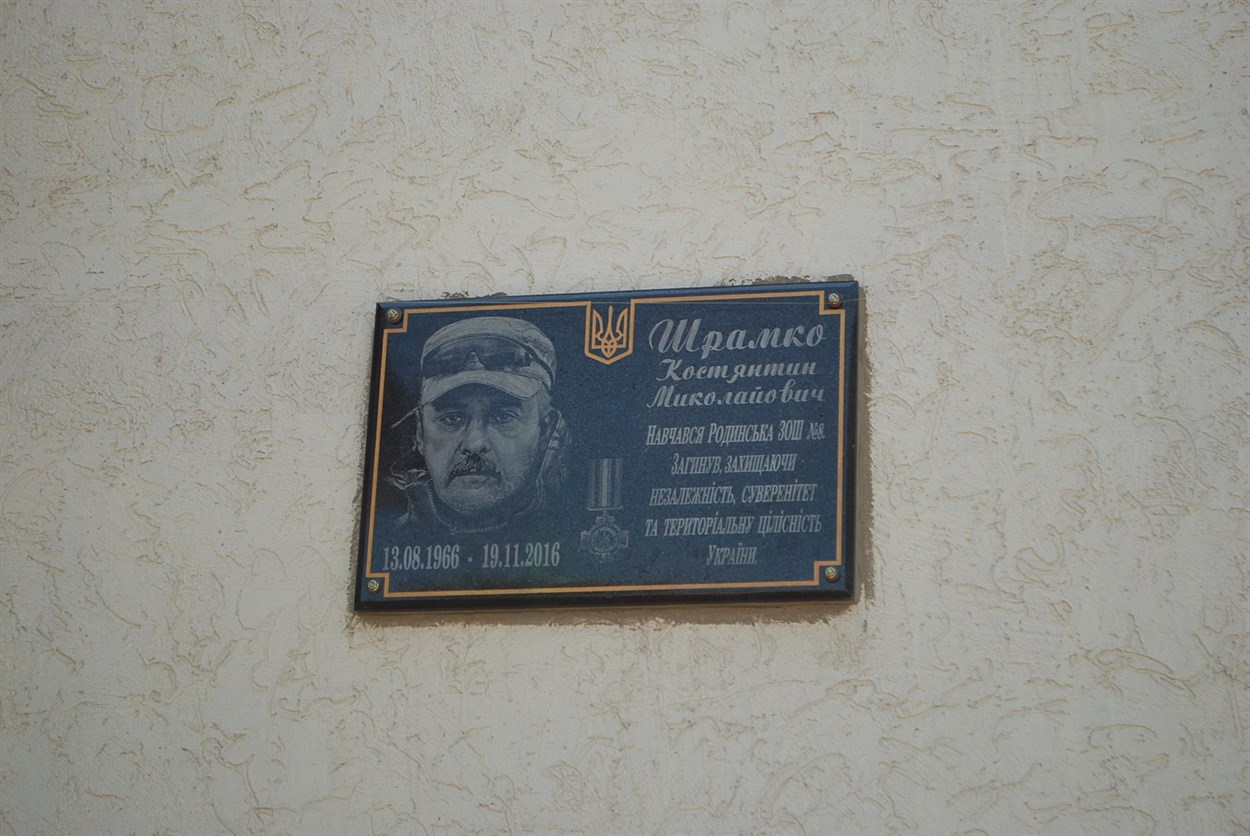 Шрамко
Костянтин
Миколайович
Навчався Родинська ЗОШ №8.
Загинув, захищаючи
незалежність, суверенітет
та територіальну цілісність
України.
13.08.1966 - 19.11.2016